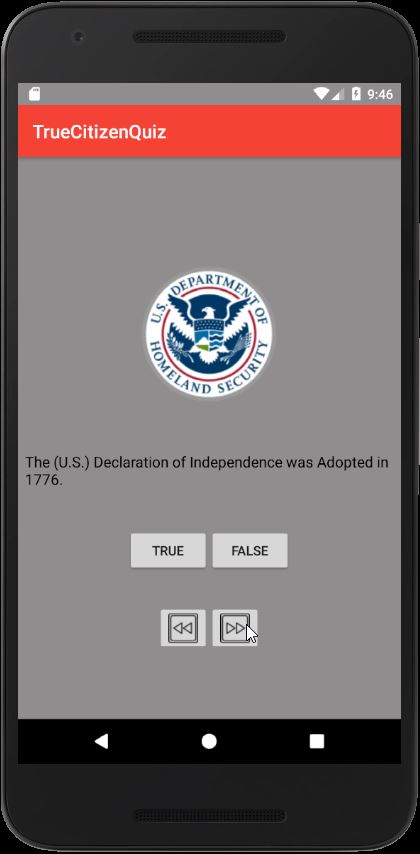 9:46
TrueCitizenQuiz
U.S. DEPARTMENT OF
HOMELAND SECURITY
The (U.S.) Declaration of Independence was Adopted in
1776.
TRUE FALSE